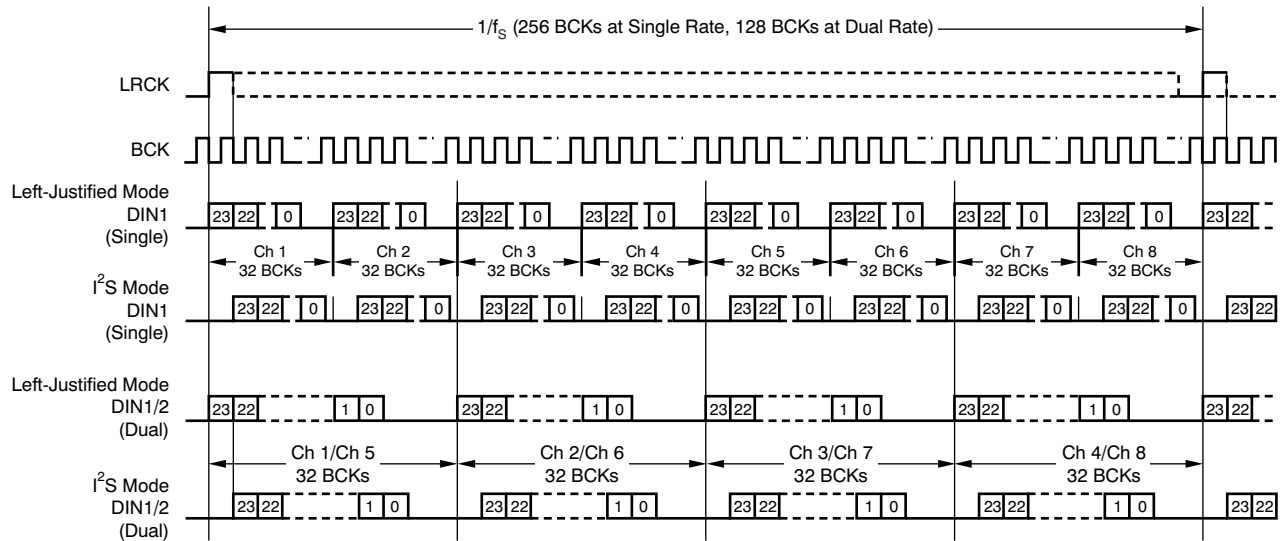 1/fS (256 BCKs at Single Rate, 128 BCKs at Dual Rate)
LRCK
BCK
Left-Justified Mode
DIN1
(Single)
23 22 0 23 22 0 23 22 0 23 22 0 23 22 0 23 22 0 23 22 0 23 22 0 23 22
Ch 1 Ch 2 Ch 3 Ch 4 Ch 5 Ch 6 Ch 7 Ch 8
32 BCKs 32 BCKs 32 BCKs 32 BCKs 32 BCKs 32 BCKs 32 BCKs 32 BCKs
I²S Mode
DIN1
(Single)
23 22 0 23 22 0 23 22 0 23 22 0 23 22 0 23 22 0 23 22 0 23 22 0 23 22
Left-Justified Mode
DIN1/2
(Dual)
23 22 1 0 23 22 1 0 23 22 1 0 23 22 1 0 23 22
Ch 1/Ch 5 Ch 2/Ch 6 Ch 3/Ch 7 Ch 4/Ch 8
32 BCKs 32 BCKs 32 BCKs 32 BCKs
I²S Mode
DIN1/2
(Dual)
23 22 1 0 23 22 1 0 23 22 1 0 23 22 1 0 23 22